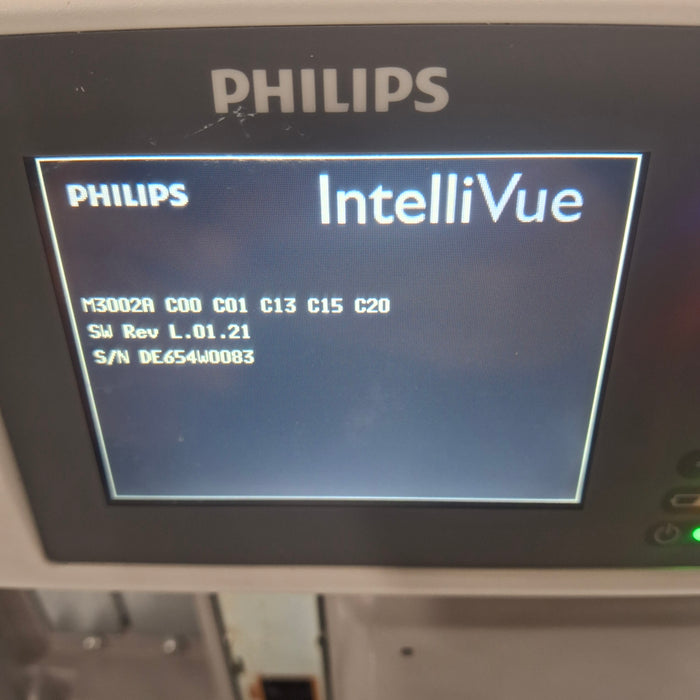 PHILIPS
PHILIPS IntelliVue
M3002A C00 C01 C13 C15 C20
SW Rev L.01.21
S/N DE654W0083